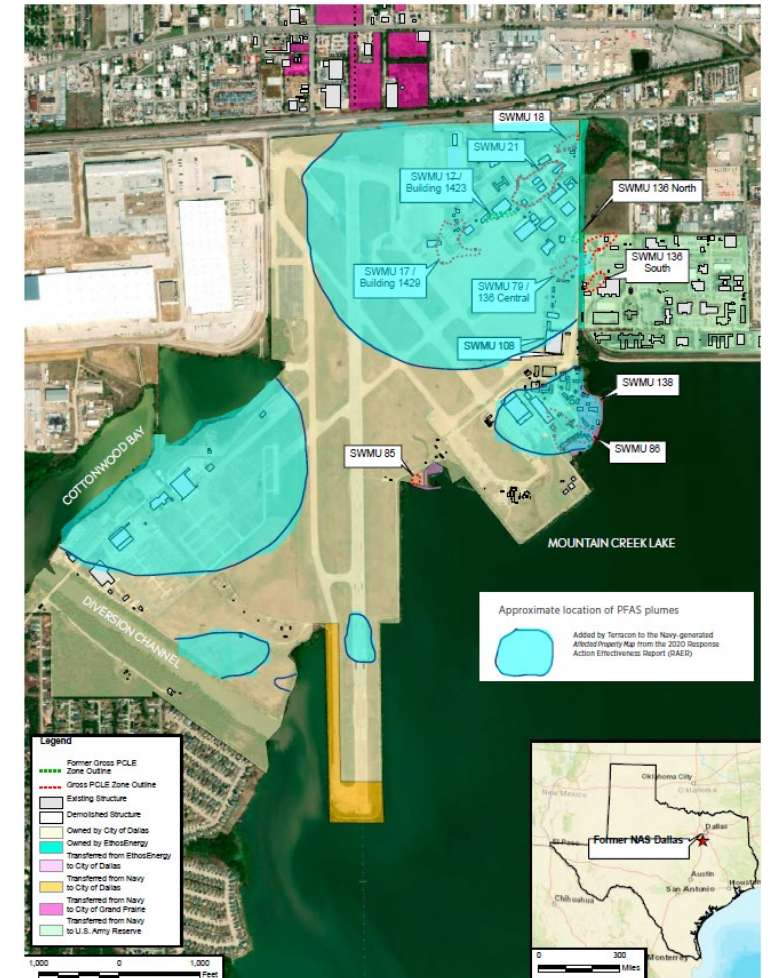 SWMU 18
SWMU 21
SWMU 17 /
Building 1423
SWMU 136 North
SWMU 136
South
SWMU 17 /
Building 1429
SWMU 79 /
136 Central
SWMU 108
SWMU 138
SWMU 85
SWMU 86
COTTONWOOD BAY
MOUNTAIN CREEK LAKE
DIVERSION CHANNEL
Approximate location of PFAS plumes
Added by Terracon to the Navy-generated
Affected Property Map from the 2020 Response
Action Effectiveness Report (RAER)
Legend
Former Gross PCLE
Zone Outline
Gross PCLE Zone Outline
Existing Structure
Demolished Structure
Owned by City of Dallas
Owned by EthosEnergy
Transferred from EthosEnergy
to City of Dallas
Transferred from Navy
to City of Dallas
Transferred from Navy
to City of Grand Prairie
Transferred from Navy
to U.S. Army Reserve
1,000 0 1,000
Feet
Oklahoma City
Oklahoma
New Mexico
Dallas
El Paso
Former NAS Dallas
Austin
San Antonio
Houston
Chihuahua
Monterrey
0 300
Miles